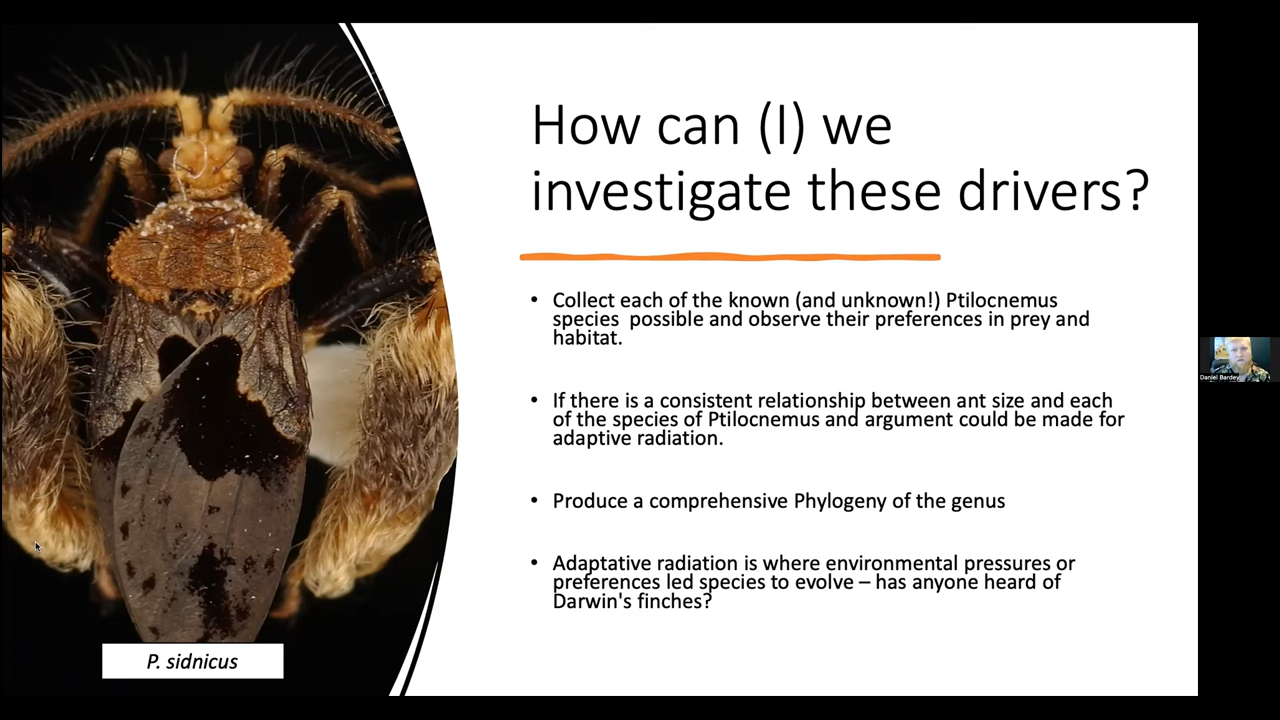 How can (I) we
investigate these drivers?
• Collect each of the known (and unknown!) Ptilocnemus
species  possible and observe their preferences in prey and
habitat.
• If there is a consistent relationship between ant size and each
of the species of Ptilocnemus and argument could be made for
adaptive radiation.
• Produce a comprehensive Phylogeny of the genus
• Adaptative radiation is where environmental pressures or
preferences led species to evolve – has anyone heard of
Darwin's finches?
P. sidnicus
Daniel Bardey